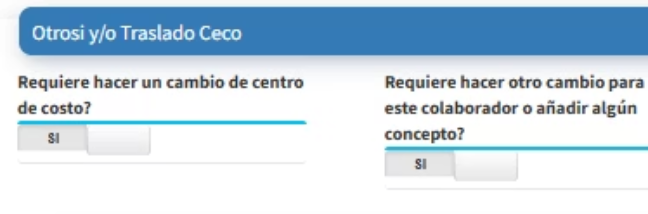 Otrosi y/o Traslado Ceco
Requiere hacer un cambio de centro
de costo?
SI
Requiere hacer otro cambio para
este colaborador o añadir algún
concepto?
SI